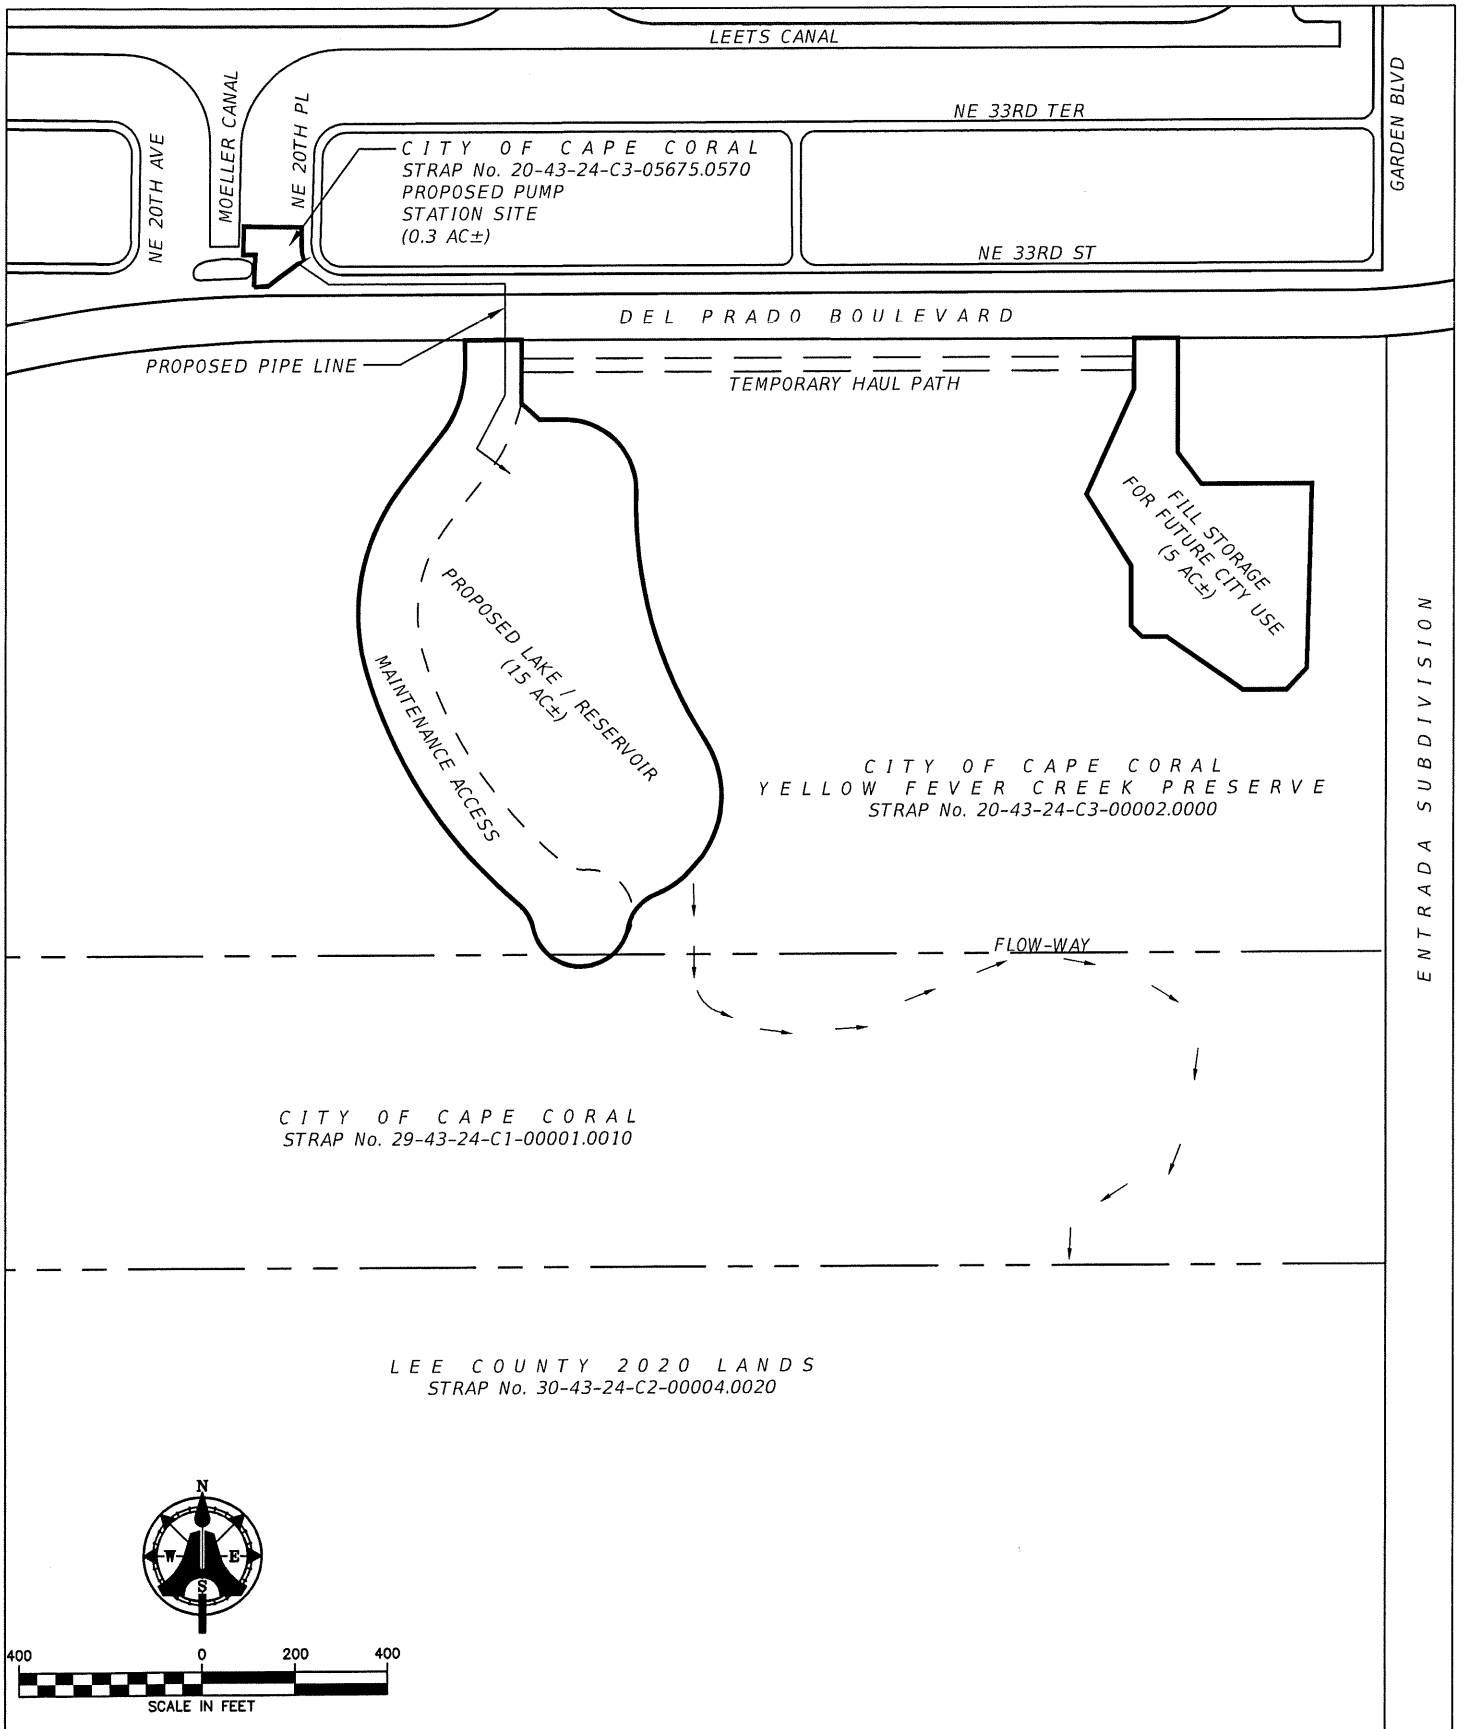 LEETS CANAL
GARDEN BLVD
MOELLER CANAL
NE 20TH PL
NE 20TH AVE
NE 33RD TER
CITY OF CAPE CORAL
STRAP No. 20-43-24-C3-05675.0570
PROPOSED PUMP
STATION SITE
(0.3 AC±)
NE 33RD ST
DEL PRADO BOULEVARD
PROPOSED PIPE LINE
TEMPORARY HAUL PATH
FILL STORAGE
FOR FUTURE CITY USE
(5 AC±)
PROPOSED LAKE / RESERVOIR
(15 AC±)
MAINTENANCE ACCESS
ENTRADA SUBDIVISION
CITY OF CAPE CORAL
YELLOW FEVER CREEK PRESERVE
STRAP No. 20-43-24-C3-00002.0000
FLOW-WAY
CITY OF CAPE CORAL
STRAP No. 29-43-24-C1-00001.0010
LEE COUNTY 2020 LANDS
STRAP No. 30-43-24-C2-00004.0020
N
W E
S
400 0 200 400
SCALE IN FEET